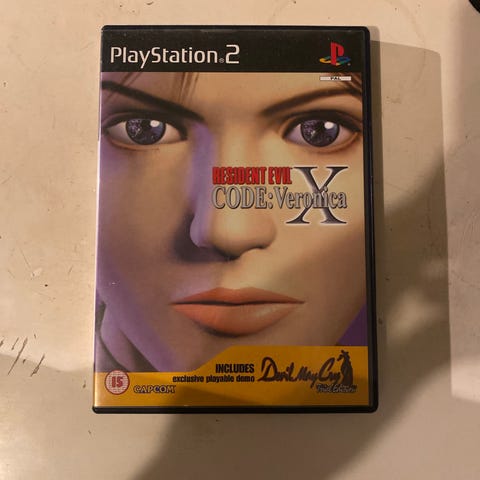 PlayStation.2
PAL
RESIDENT EVIL
CODE: Veronica X
INCLUDES
exclusive playable demo
Devil May Cry
15
CAPCOM